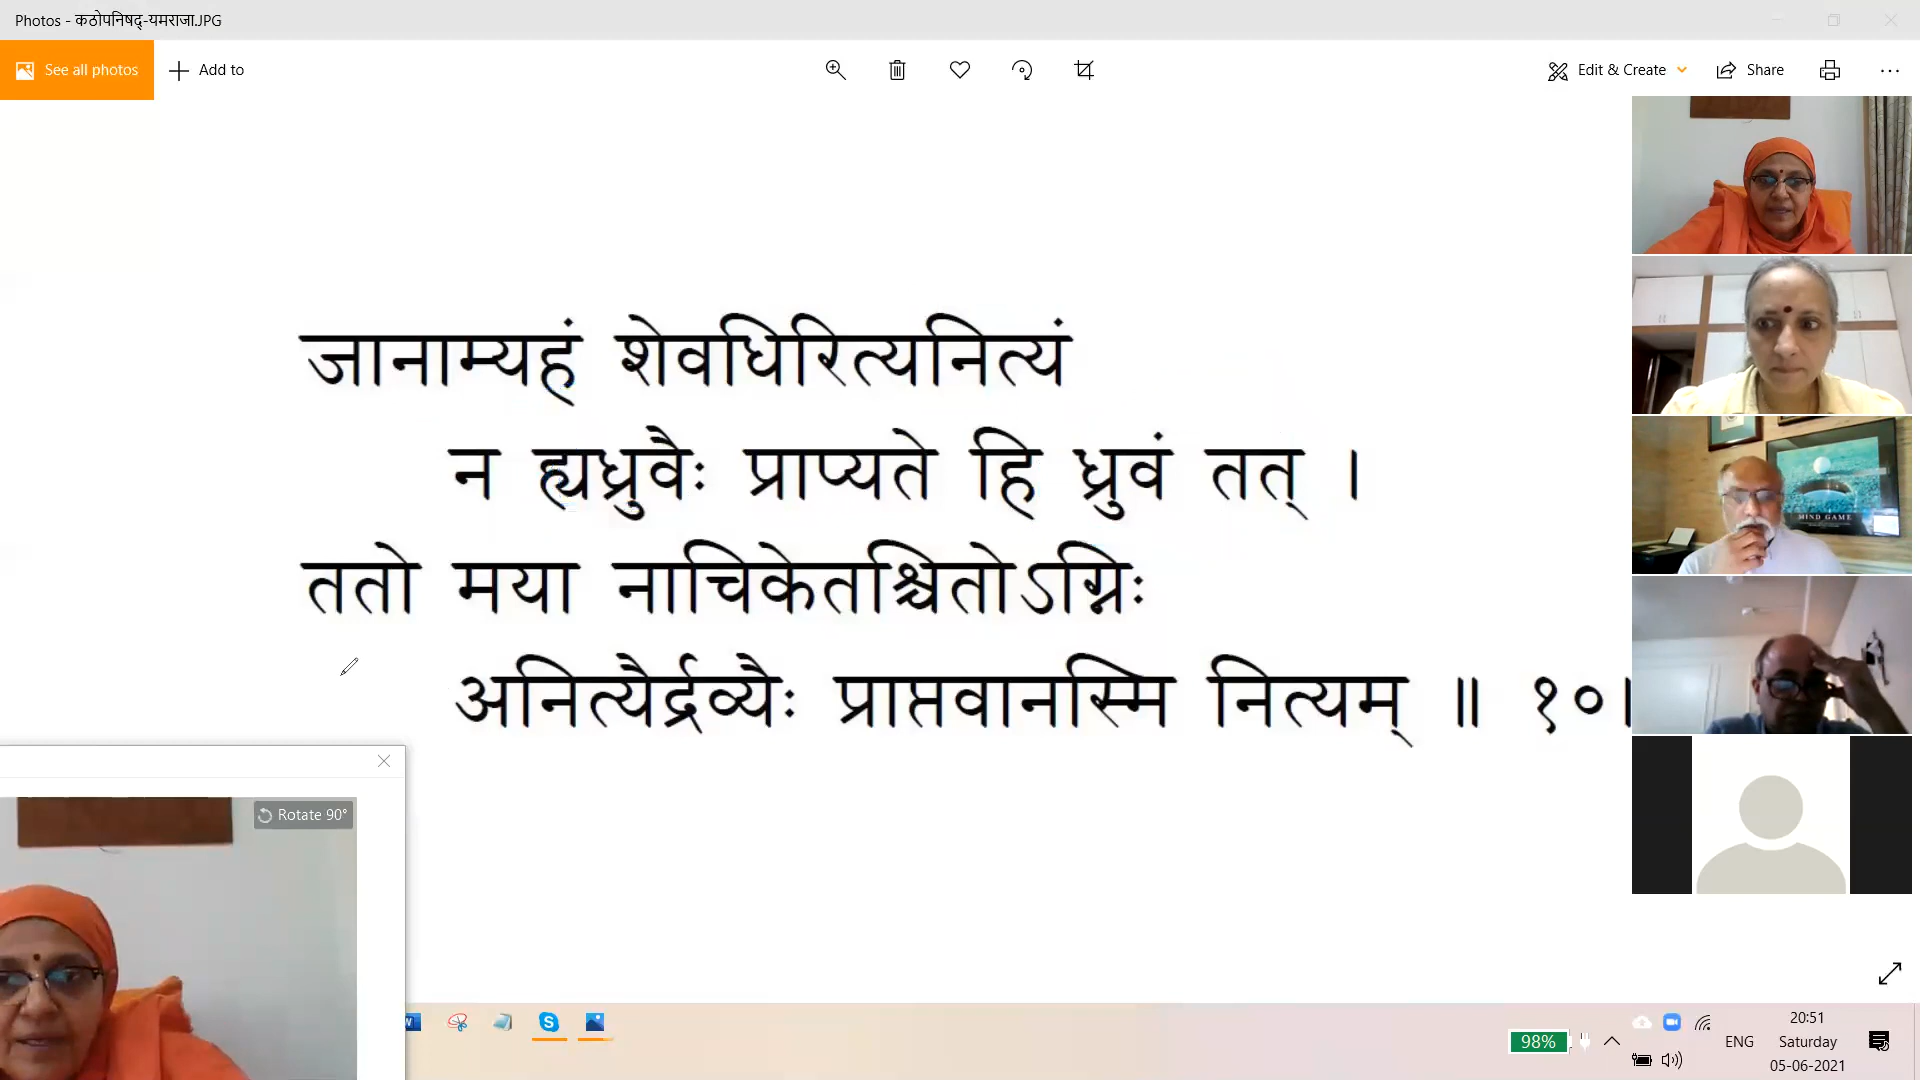 Photos - कठोपनिषद्-यमराजा.JPG
See all photos
Add to
Edit & Create
Share
जानाम्यहं शेवधिरित्यनित्यं
न ह्यध्रुवैः प्राप्यते हि ध्रुवं तत् ।
ततो मया नाचिकेतश्चितोऽग्निः
अनित्यैर्द्रव्यैः प्राप्तवानस्मि नित्यम् ॥ १०।
MIND GAME
Rotate 90°
98%
ENG
20:51
Saturday
05-06-2021